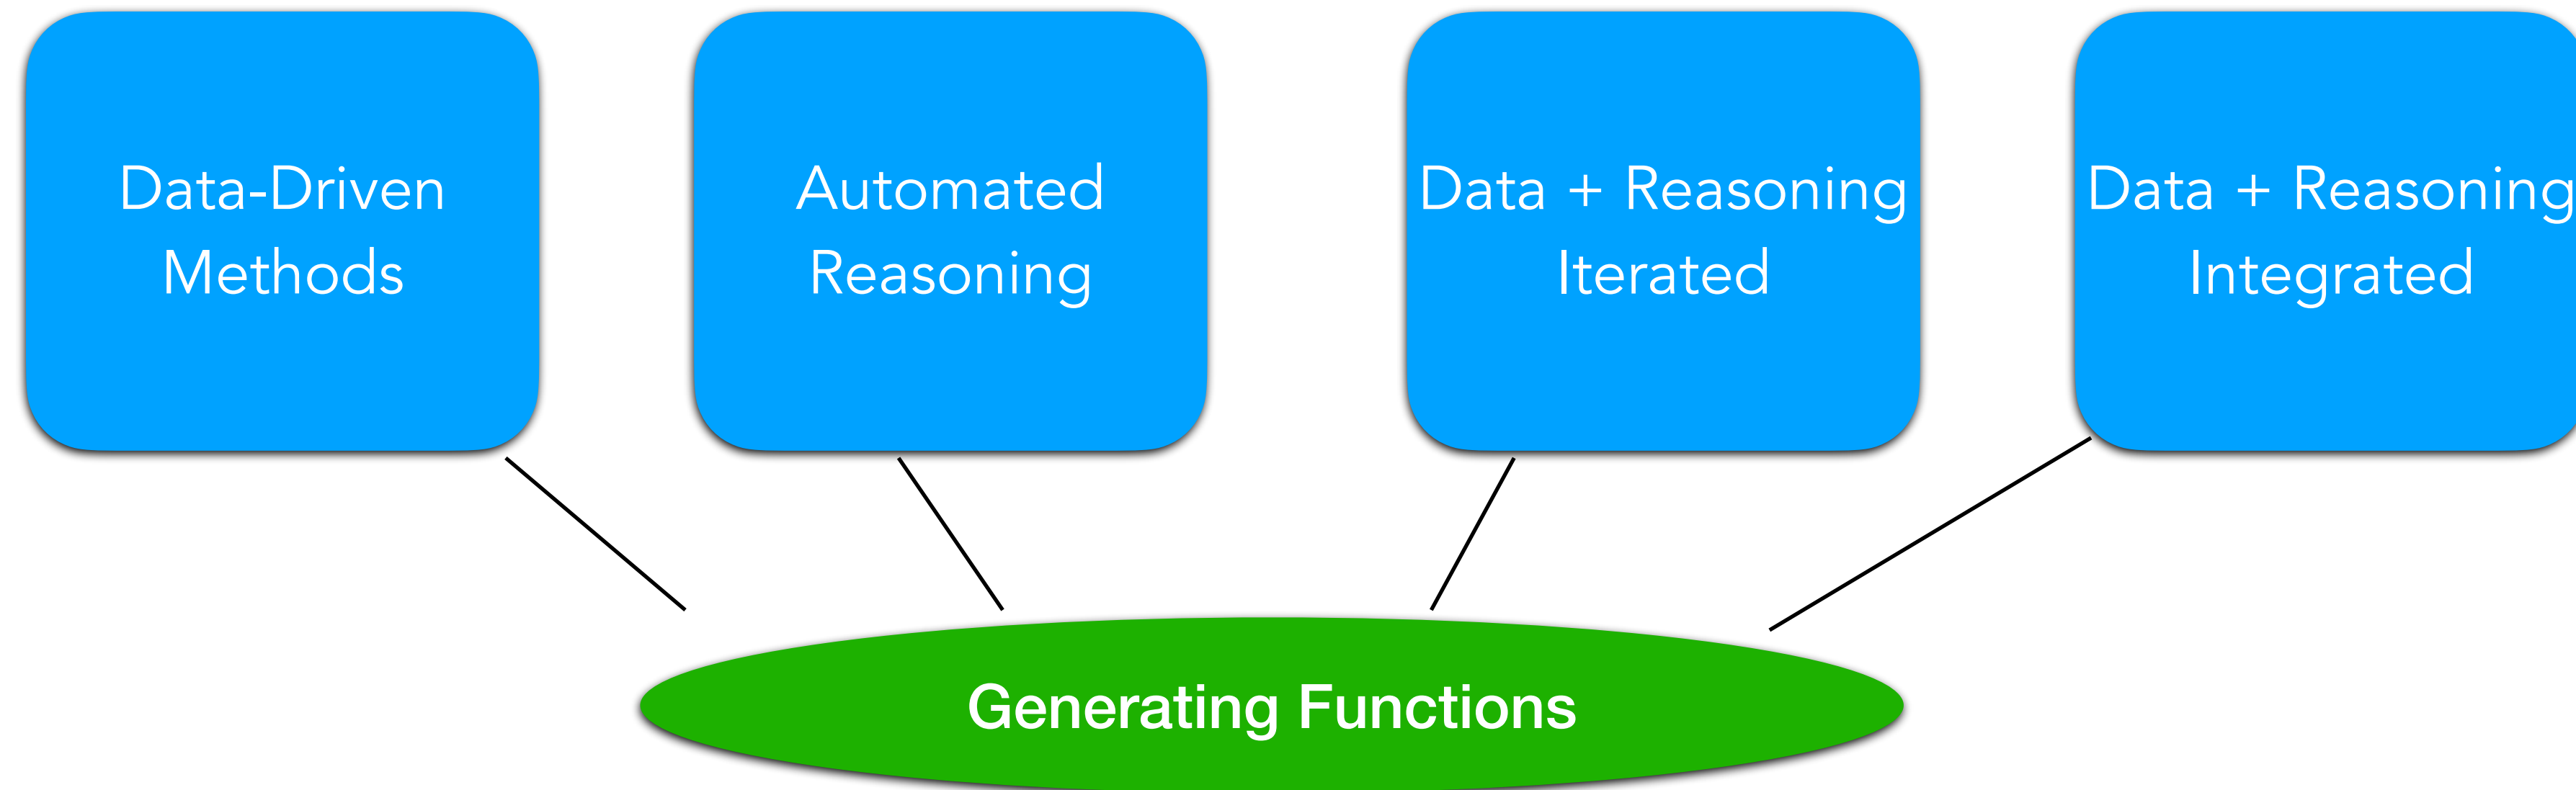 Data-Driven
Methods
Automated
Reasoning
Data + Reasoning
Iterated
Data + Reasoning
Integrated
Generating Functions